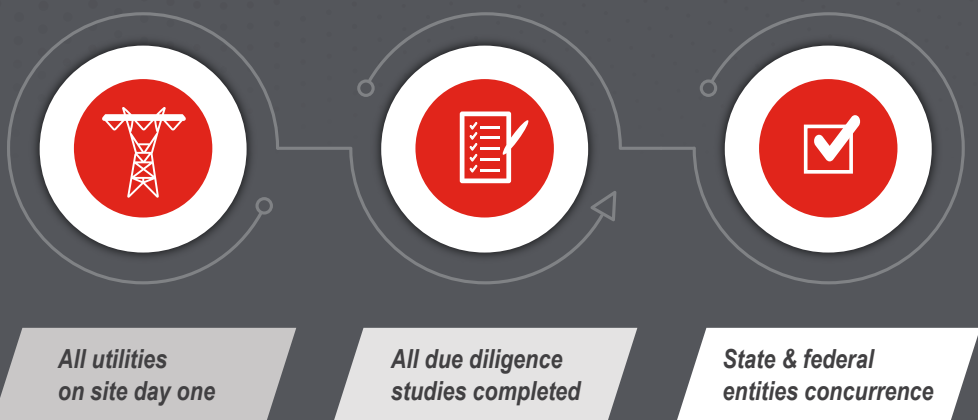 All utilities
on site day one
All due diligence
studies completed
State & federal
entities concurrence